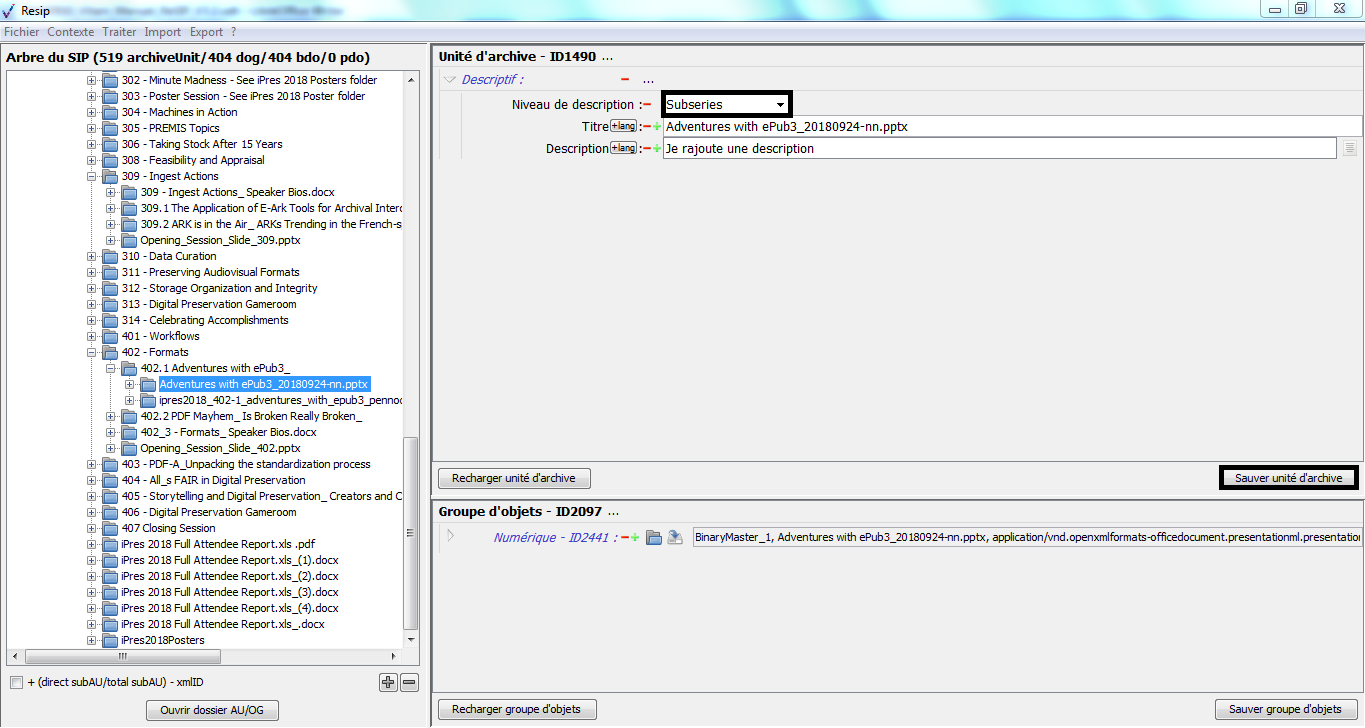 Resip
Fichier Contexte Traiter Import Export ?
Arbre du SIP (519 archiveUnit/404 dog/404 bdo/0 pdo)
302 - Minute Madness - See iPres 2018 Posters folder
303 - Poster Session - See iPres 2018 Poster folder
304 - Machines in Action
305 - PREMIS Topics
306 - Taking Stock After 15 Years
308 - Feasibility and Appraisal
309 - Ingest Actions
309 - Ingest Actions_ Speaker Bios.docx
309.1 The Application of E-Ark Tools for Archival Interc
309.2 ARK is in the Air_ ARKs Trending in the French-s
Opening_Session_Slide_309.pptx
310 - Data Curation
311 - Preserving Audiovisual Formats
312 - Storage Organization and Integrity
313 - Digital Preservation Gameroom
314 - Celebrating Accomplishments
401 - Workflows
402 - Formats
402.1 Adventures with ePub3_
Adventures with ePub3_20180924-nn.pptx
ipres2018_402-1_adventures_with_epub3_pennoc
402.2 PDF Mayhem_ Is Broken Really Broken_
402_3 - Formats_ Speaker Bios.docx
Opening_Session_Slide_402.pptx
403 - PDF-A_Unpacking the standardization process
404 - All_s FAIR in Digital Preservation
405 - Storytelling and Digital Preservation_ Creators and C
406 - Digital Preservation Gameroom
407 Closing Session
iPres 2018 Full Attendee Report.xls .pdf
iPres 2018 Full Attendee Report.xls_(1).docx
iPres 2018 Full Attendee Report.xls_(2).docx
iPres 2018 Full Attendee Report.xls_(3).docx
iPres 2018 Full Attendee Report.xls_(4).docx
iPres 2018 Full Attendee Report.xls_.docx
iPres2018Posters
+ (direct subAU/total subAU) - xmlID
Ouvrir dossier AU/OG
Unité d'archive - ID1490 ...
Descriptif : - ...
Niveau de description :- Subseries
Titre +lang :-+ Adventures with ePub3_20180924-nn.pptx
Description +lang :-+ Je rajoute une description
Recharger unité d'archive Sauver unité d'archive
Groupe d'objets - ID2097 ...
Numérique - ID2441 : -+ BinaryMaster_1, Adventures with ePub3_20180924-nn.pptx, application/vnd.openxmlformats-officedocument.presentationml.presentation
Recharger groupe d'objets Sauver groupe d'objets